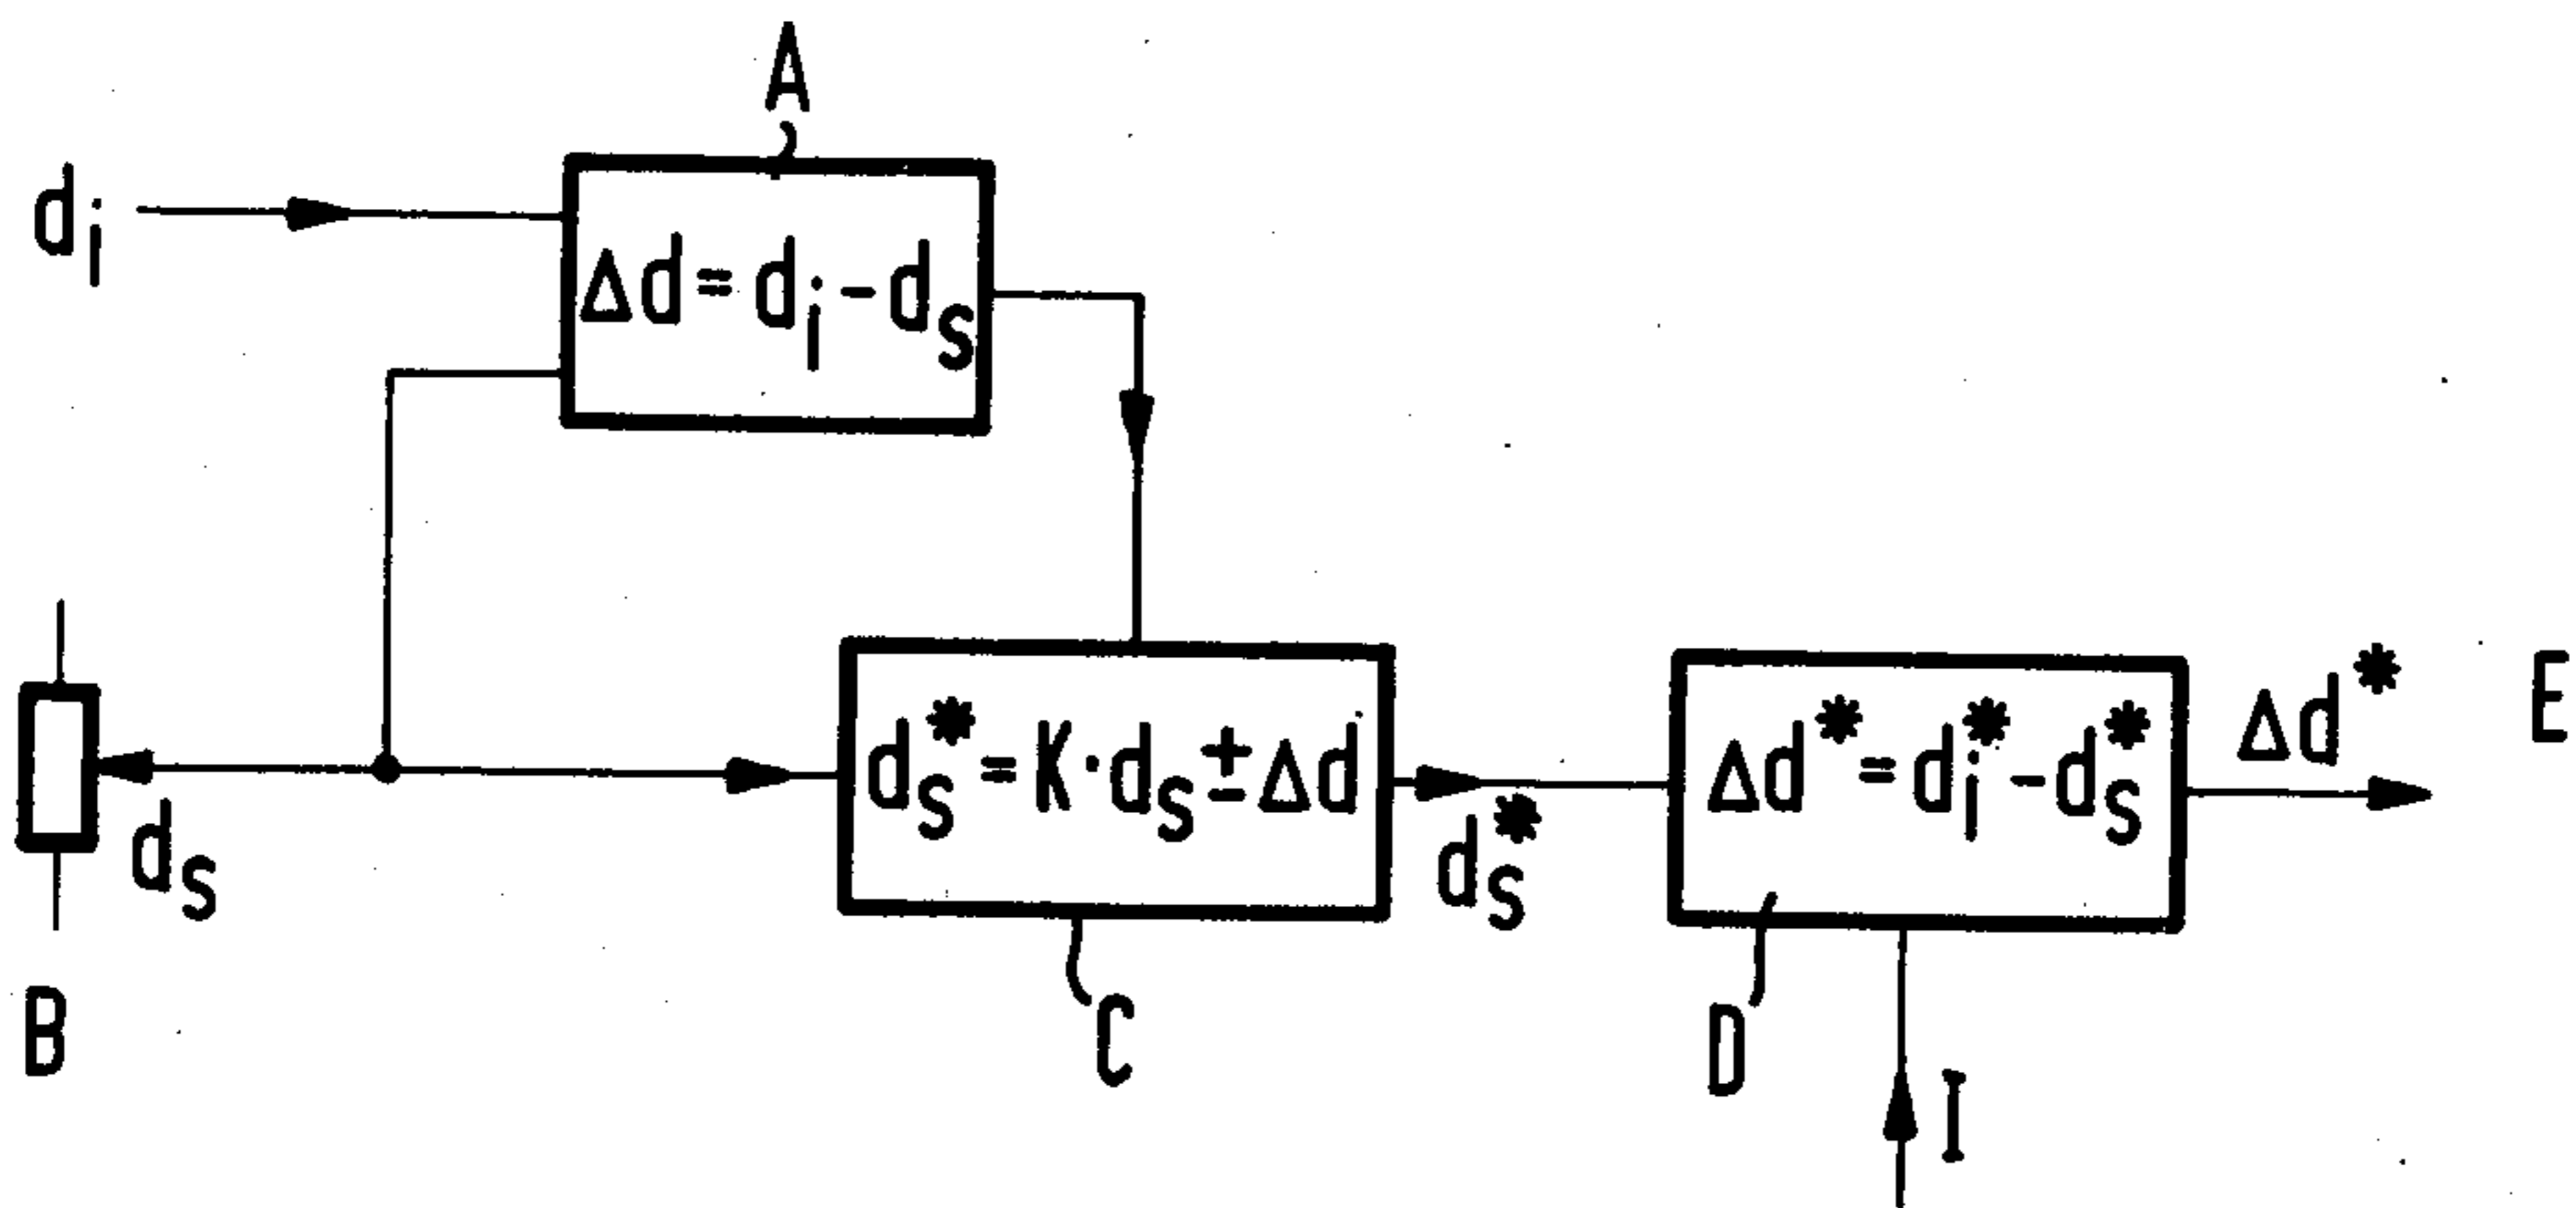 A
d_i
Δd = d_i - d_s
d_s
B
d_s^* = K · d_s ± Δd
C
d_s^*
Δd^* = d_i^* - d_s^*
D
I
Δd^*
E